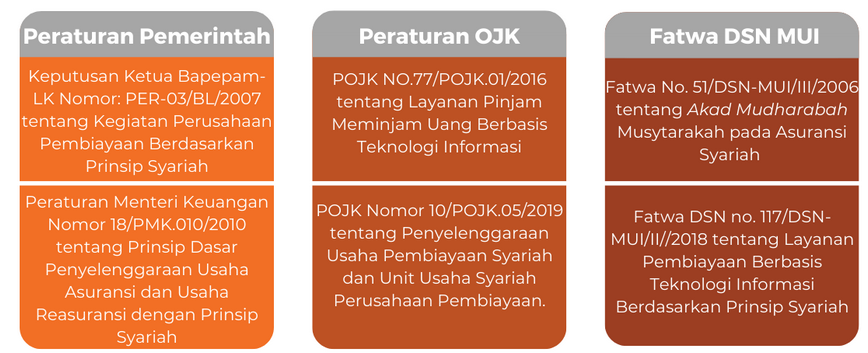 Peraturan Pemerintah
Keputusan Ketua Bapepam-
LK Nomor: PER-03/BL/2007
tentang Kegiatan Perusahaan
Pembiayaan Berdasarkan
Prinsip Syariah
Peraturan Menteri Keuangan
Nomor 18/PMK.010/2010
tentang Prinsip Dasar
Penyelenggaraan Usaha
Asuransi dan Usaha
Reasuransi dengan Prinsip
Syariah
Peraturan OJK
POJK NO.77/POJK.01/2016
tentang Layanan Pinjam
Meminjam Uang Berbasis
Teknologi Informasi
POJK Nomor 10/POJK.05/2019
tentang Penyelenggaraan
Usaha Pembiayaan Syariah
dan Unit Usaha Syariah
Perusahaan Pembiayaan.
Fatwa DSN MUI
Fatwa No. 51/DSN-MUI/III/2006
tentang Akad Mudharabah
Musytarakah pada Asuransi
Syariah
Fatwa DSN no. 117/DSN-
MUI/II//2018 tentang Layanan
Pembiayaan Berbasis
Teknologi Informasi
Berdasarkan Prinsip Syariah